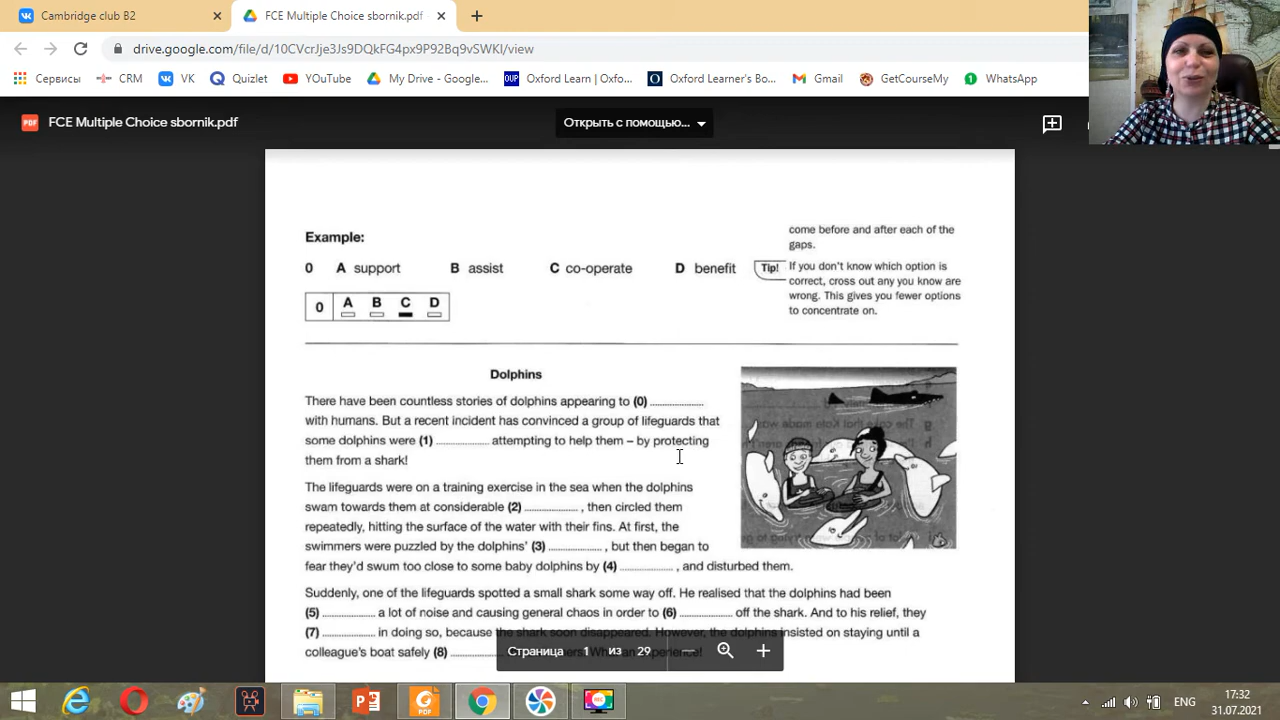 Cambridge club B2
FCE Multiple Choice sbornik.pdf
drive.google.com/file/d/10CVcrJje3Js9DQkFG4px9P92Bq9vSWKI/view
Сервисы CRM VK Quizlet YouTube My Drive - Google... OUP Oxford Learn | Oxfo... Oxford Learner's Bo... Gmail GetCourseMy WhatsApp
PDF FCE Multiple Choice sbornik.pdf
Открыть с помощью...
come before and after each of the
gaps.
Example:
0 A support B assist C co-operate D benefit
Tip! If you don't know which option is
correct, cross out any you know are
wrong. This gives you fewer options
to concentrate on.
0 A B C D
Dolphins
There have been countless stories of dolphins appearing to (0) ....................
with humans. But a recent incident has convinced a group of lifeguards that
some dolphins were (1) .................... attempting to help them – by protecting
them from a shark!
The lifeguards were on a training exercise in the sea when the dolphins
swam towards them at considerable (2) .................... , then circled them
repeatedly, hitting the surface of the water with their fins. At first, the
swimmers were puzzled by the dolphins' (3) .................... , but then began to
fear they'd swum too close to some baby dolphins by (4) .................... , and disturbed them.
Suddenly, one of the lifeguards spotted a small shark some way off. He realised that the dolphins had been
(5) .................... a lot of noise and causing general chaos in order to (6) .................... off the shark. And to his relief, they
(7) .................... in doing so, because the shark soon disappeared. However, the dolphins insisted on staying until a
colleague's boat safely (8) ....................
Страница 1 из 29
PDF
REC
ENG
17:32
31.07.2021